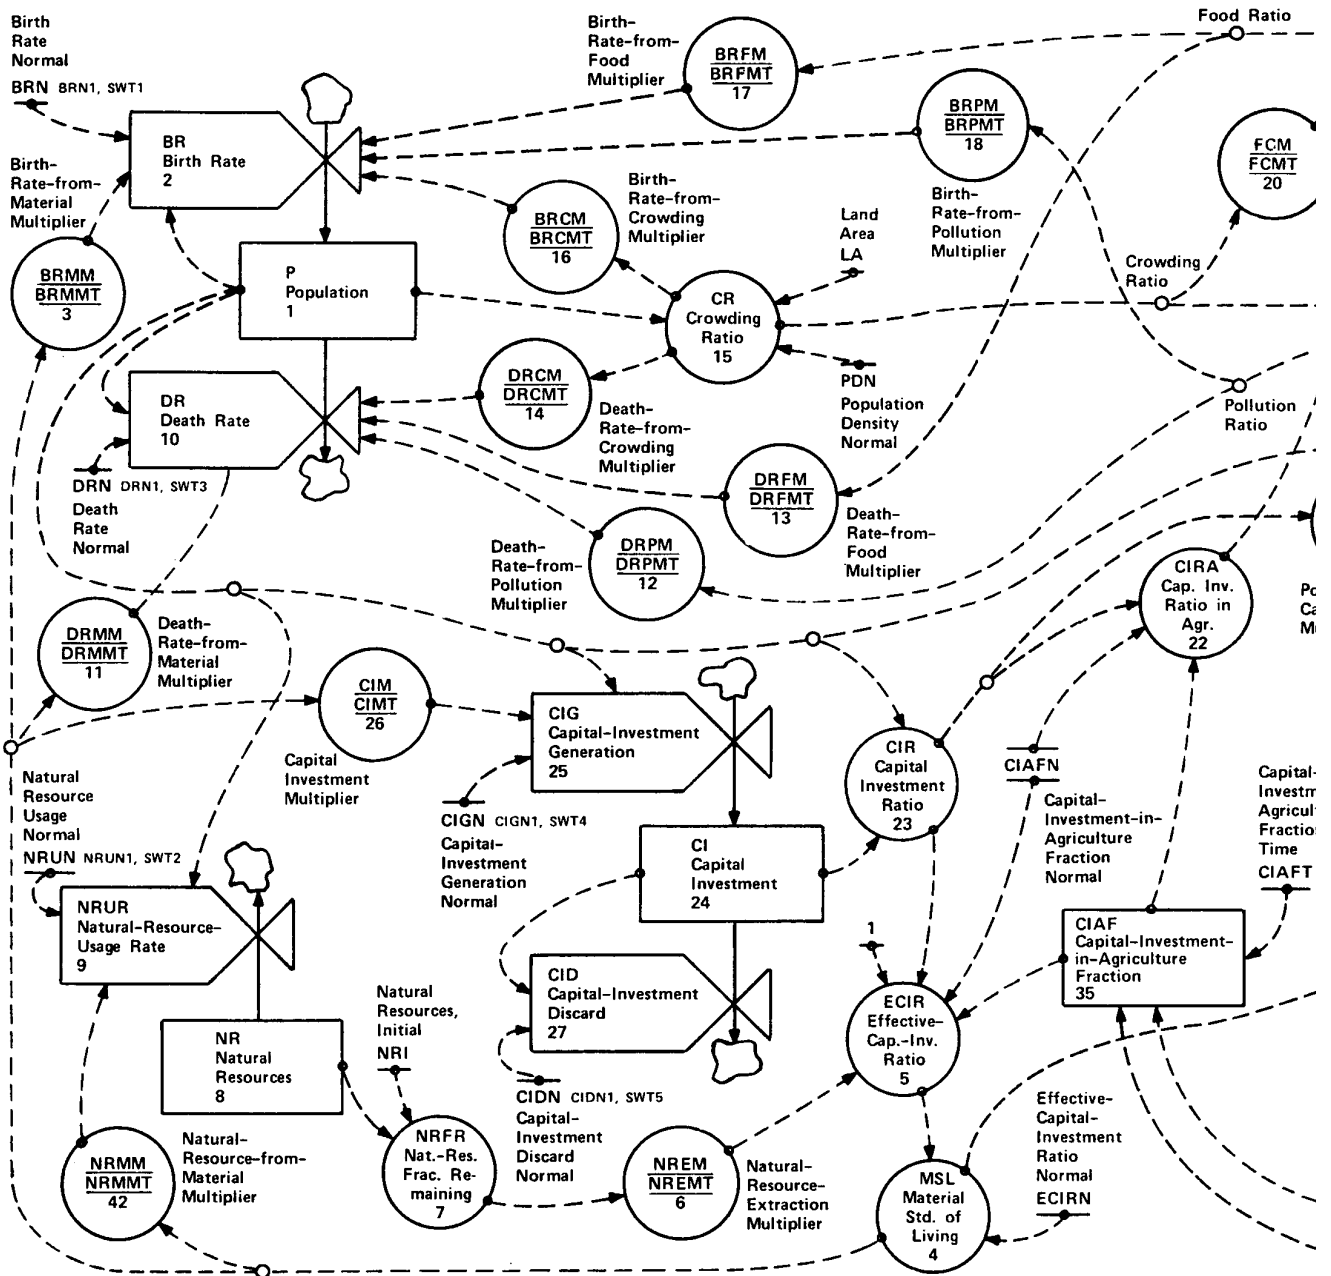 Birth
Rate
Normal
BRN BRN1, SWT1
Birth-
Rate-from-
Food
Multiplier
BRFM
BRFMT
17
Food Ratio
BRPM
BRPMT
18
Birth-
Rate-from-
Pollution
Multiplier
FCM
FCMT
20
BR
Birth Rate
2
Birth-
Rate-from-
Material
Multiplier
BRMM
BRMMT
3
BRCM
BRCMT
16
Birth-
Rate-from-
Crowding
Multiplier
Land
Area
LA
Crowding
Ratio
P
Population
1
CR
Crowding
Ratio
15
PDN
Population
Density
Normal
Pollution
Ratio
DR
Death Rate
10
DRCM
DRCMT
14
Death-
Rate-from-
Crowding
Multiplier
DRN DRN1, SWT3
Death
Rate
Normal
DRFM
DRFMT
13
Death-
Rate-from-
Food
Multiplier
Death-
Rate-from-
Pollution
Multiplier
DRPM
DRPMT
12
CIRA
Cap. Inv.
Ratio in
Agr.
22
Po
Ca
Mu
DRMM
DRMMT
11
Death-
Rate-from-
Material
Multiplier
CIM
CIMT
26
Capital
Investment
Multiplier
CIG
Capital-Investment
Generation
25
CIR
Capital
Investment
Ratio
23
CIAFN
Capital-
Investment-in-
Agriculture
Fraction
Normal
Capital-
Investm
Agricult
Fractio
Time
CIAFT
Natural
Resource
Usage
Normal
NRUN NRUN1, SWT2
CIGN CIGN1, SWT4
Capital-
Investment
Generation
Normal
CI
Capital
Investment
24
NRUR
Natural-Resource-
Usage Rate
9
1
CIAF
Capital-Investment-
in-Agriculture
Fraction
35
CID
Capital-Investment
Discard
27
ECIR
Effective-
Cap.-Inv.
Ratio
5
Natural
Resources,
Initial
NRI
NR
Natural
Resources
8
CIDN CIDN1, SWT5
Capital-
Investment
Discard
Normal
Effective-
Capital-
Investment
Ratio
Normal
ECIRN
NRMM
NRMMT
42
Natural-
Resource-from-
Material
Multiplier
NRFR
Nat.-Res.
Frac. Re-
maining
7
NREM
NREMT
6
Natural-
Resource-
Extraction
Multiplier
MSL
Material
Std. of
Living
4